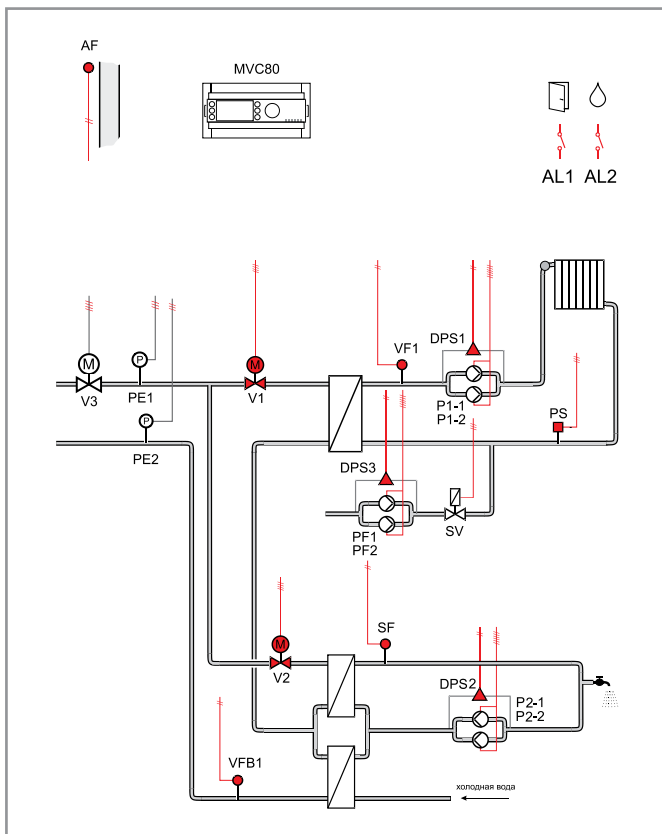 AF
MVC80
AL1 AL2
DPS1
VF1
M
P
V3
PE1
M
V1
P1-1
P1-2
PS
P
PE2
DPS3
PF1
PF2
SV
SF
M
V2
DPS2
P2-1
P2-2
VFB1
холодная вода